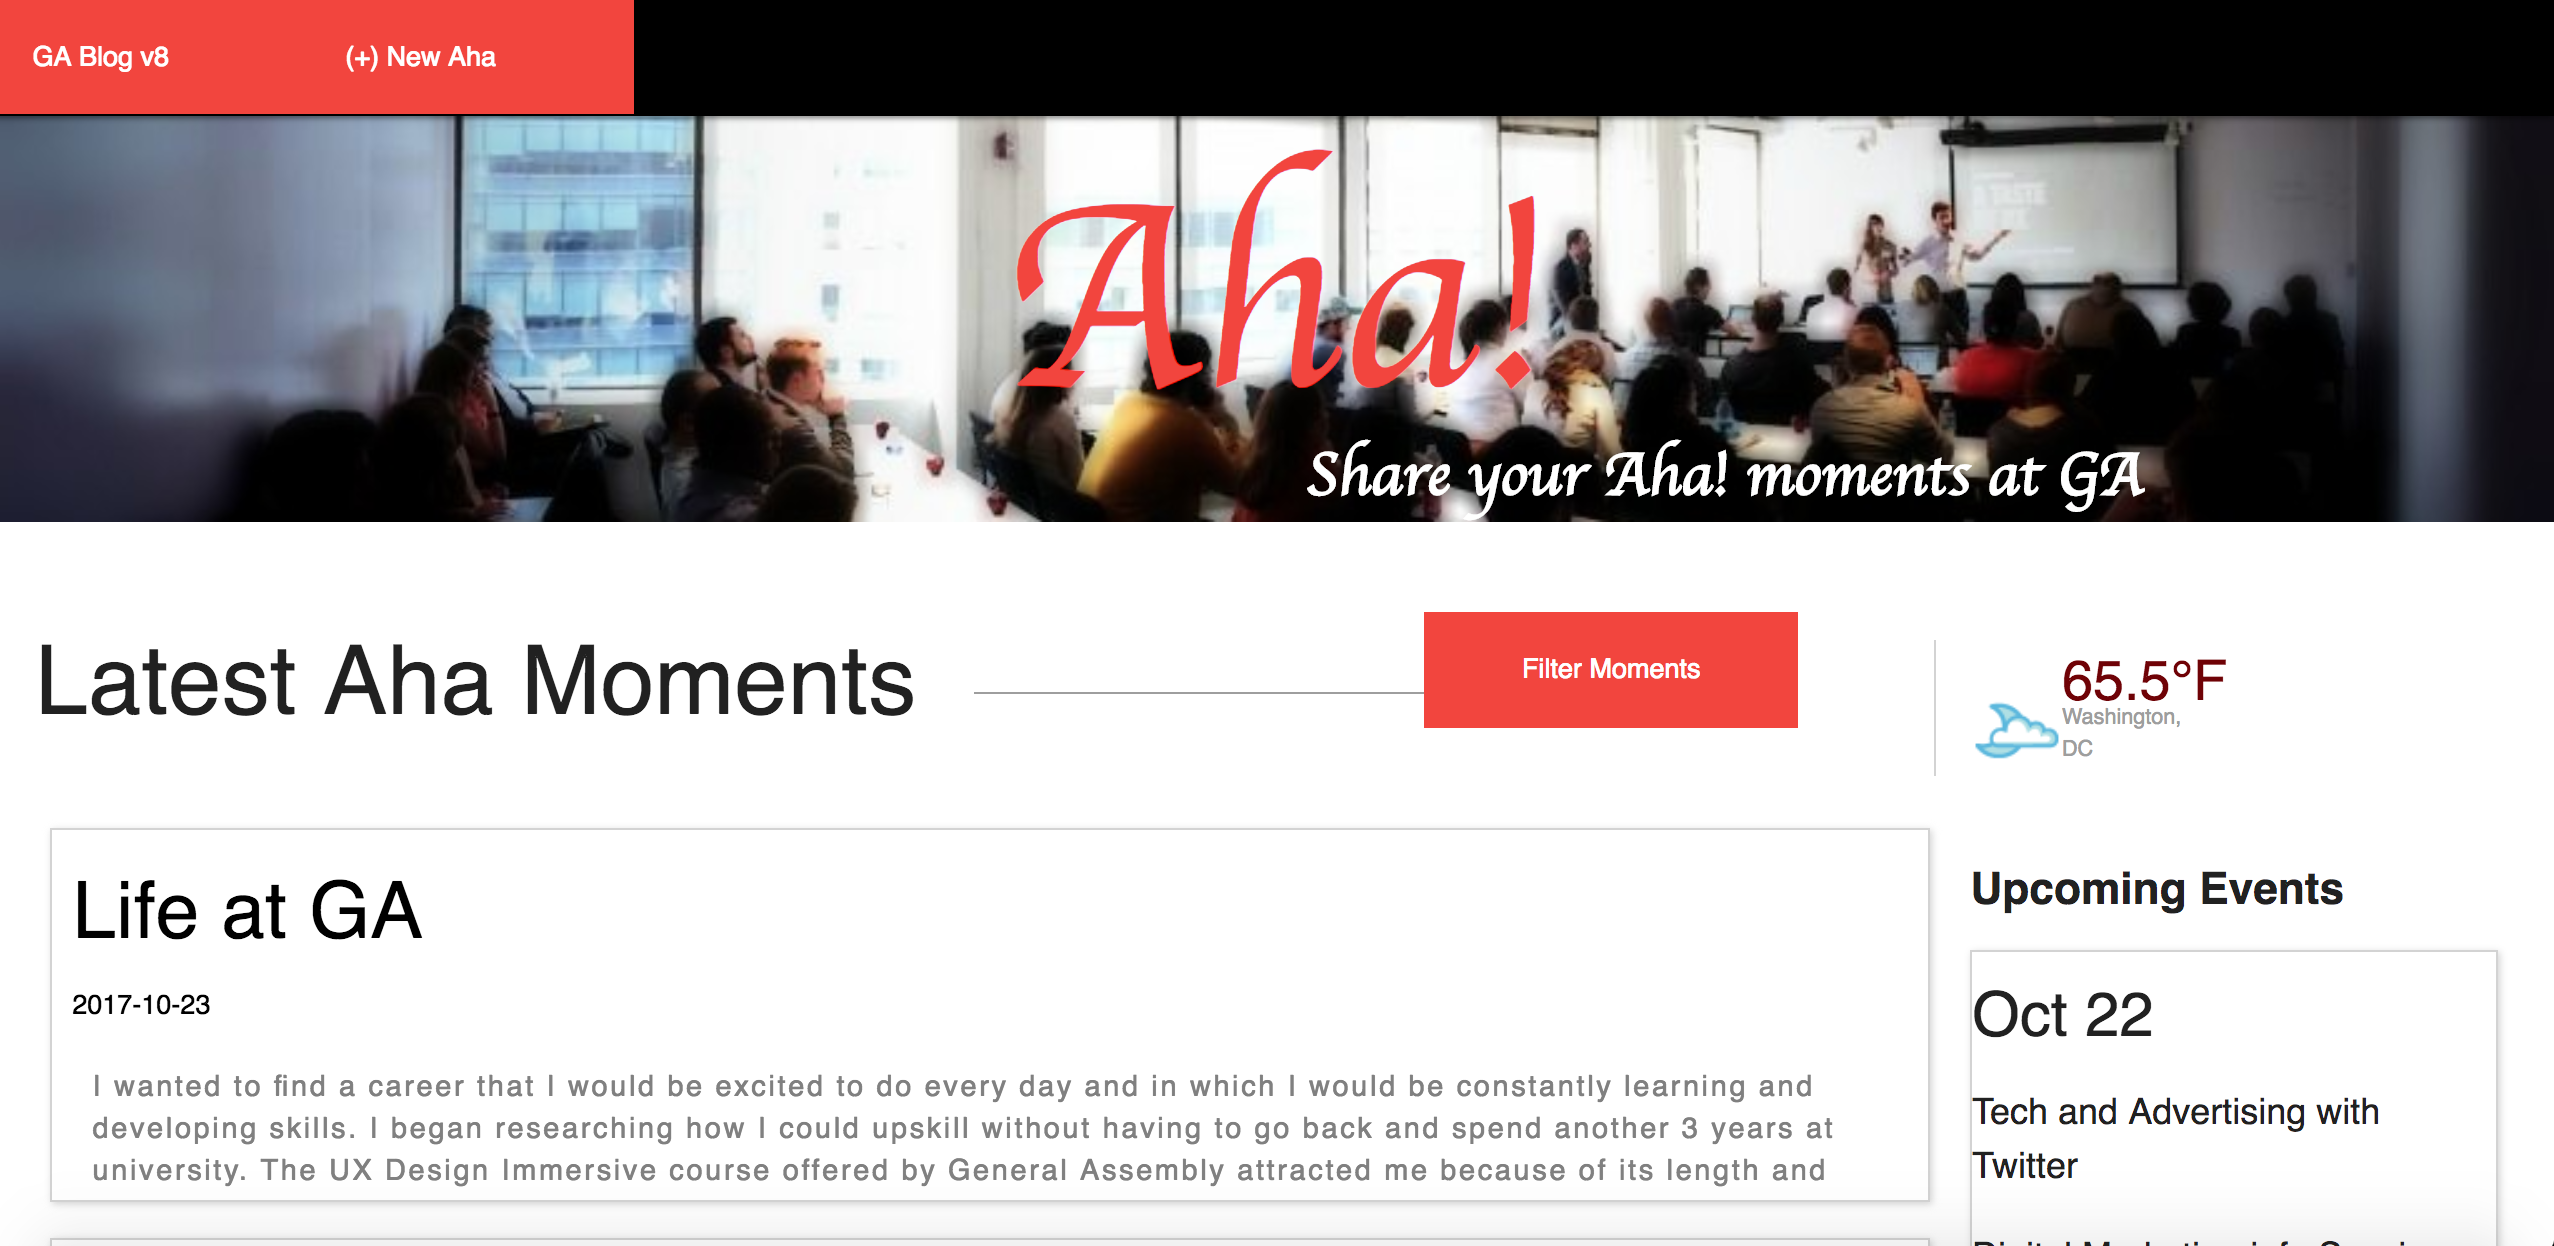 GA Blog v8
(+) New Aha
Aha!
Share your Aha! moments at GA
Latest Aha Moments
Filter Moments
65.5°F
Washington,
DC
Life at GA
2017-10-23
I wanted to find a career that I would be excited to do every day and in which I would be constantly learning and
developing skills. I began researching how I could upskill without having to go back and spend another 3 years at
university. The UX Design Immersive course offered by General Assembly attracted me because of its length and
Upcoming Events
Oct 22
Tech and Advertising with
Twitter